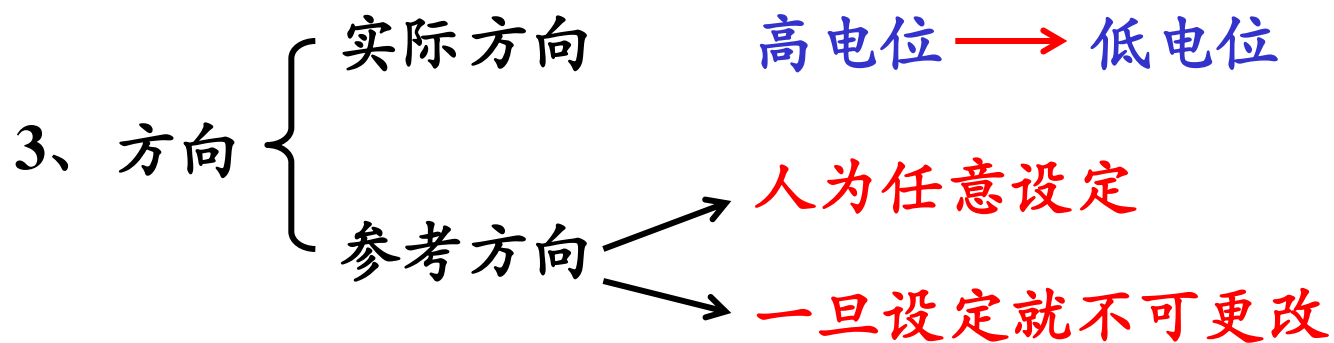 实际方向 高电位 低电位
3、方向
人为任意设定
参考方向
一旦设定就不可更改